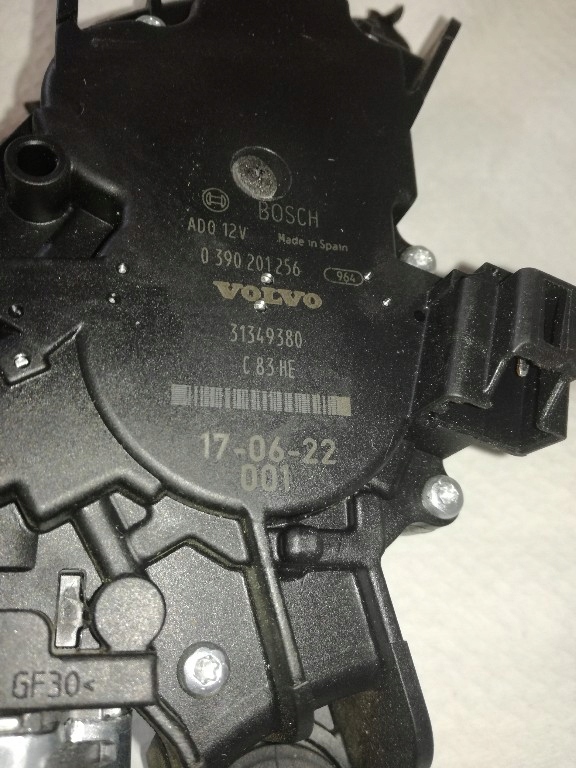 BOSCH
AD0 12V Made in Spain
0 390 201 256 964
VOLVO
31349380
C 83 HE
17-06-22
001
GF30<